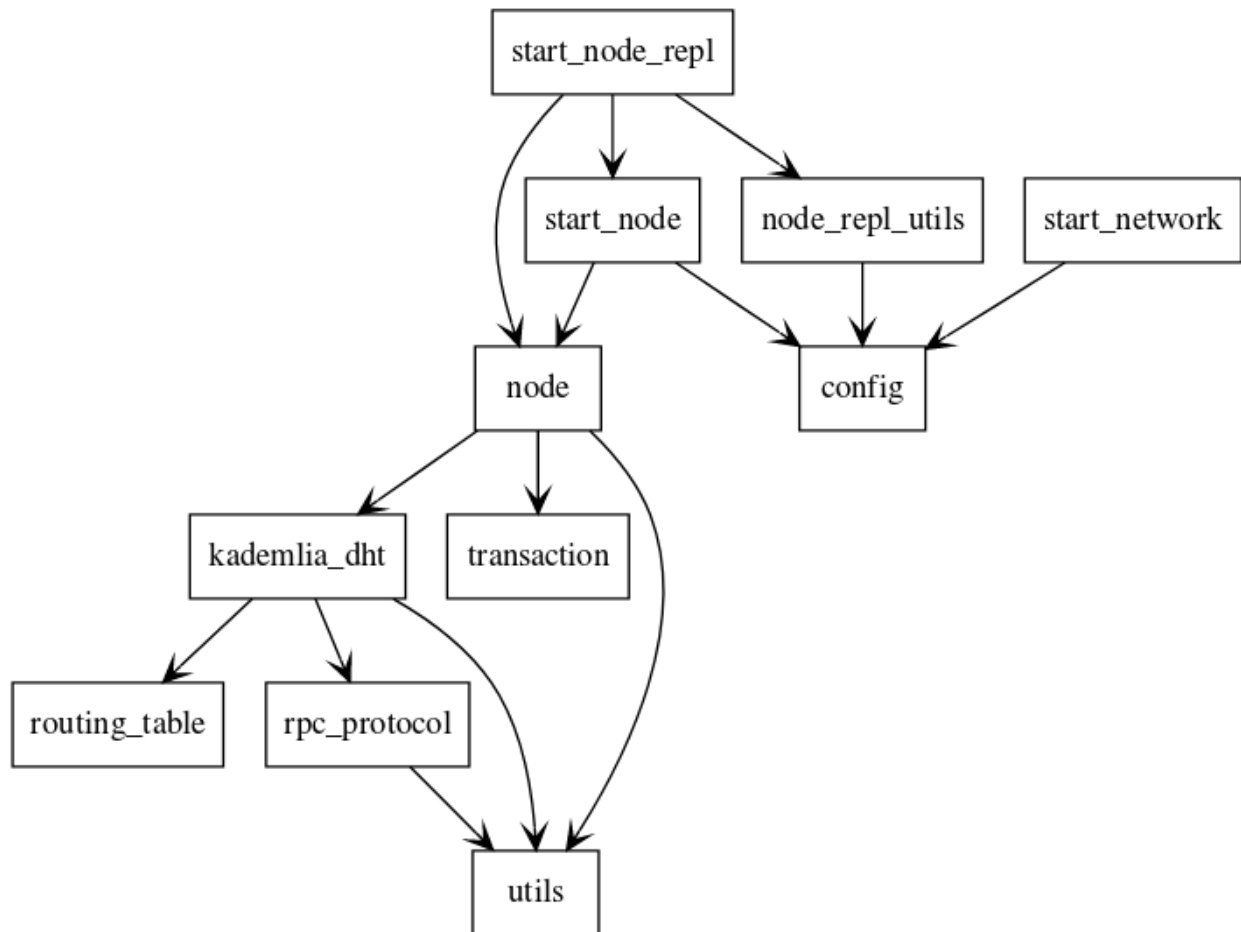 start_node_repl
start_node
node_repl_utils
start_network
node
config
kademlia_dht
transaction
routing_table
rpc_protocol
utils